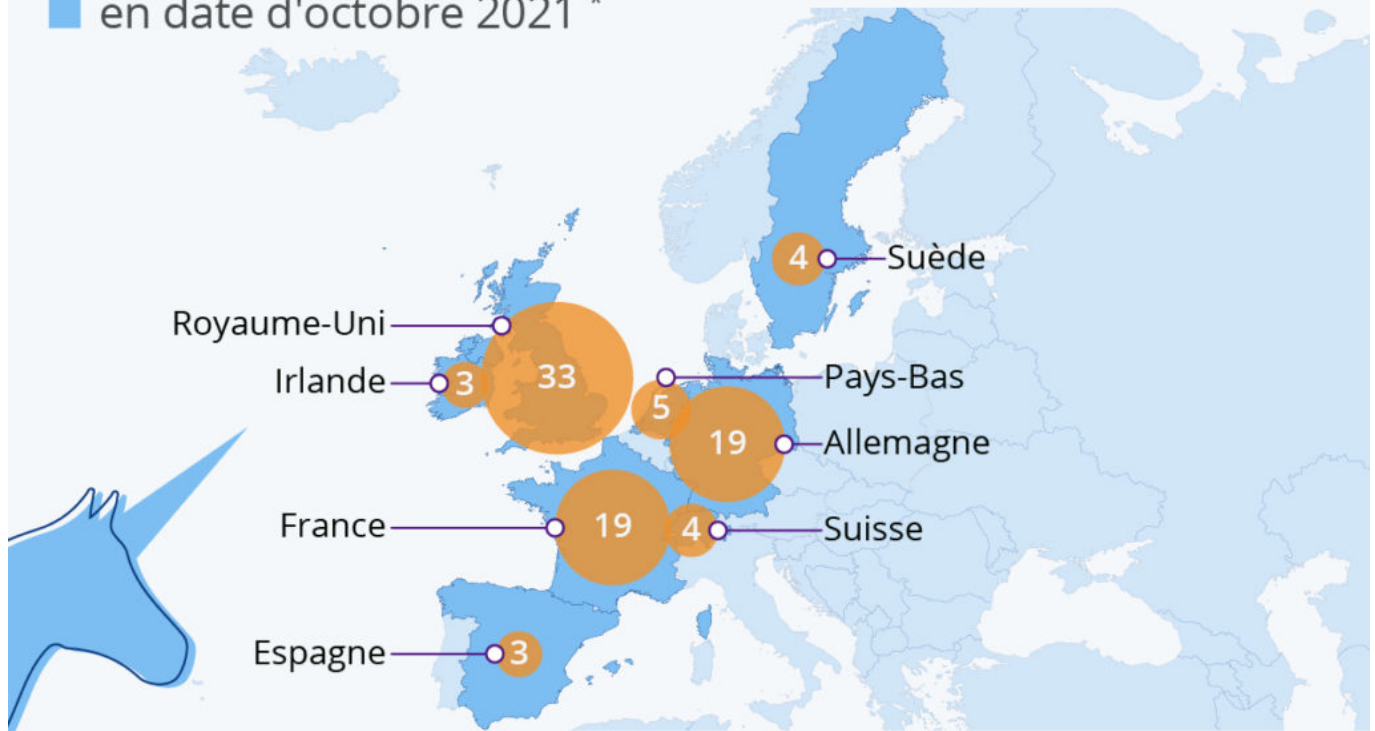 en date d'octobre 2021 *
4 Suède
Royaume-Uni
33
Irlande 3
5 Pays-Bas
19 Allemagne
France 19
4 Suisse
Espagne 3